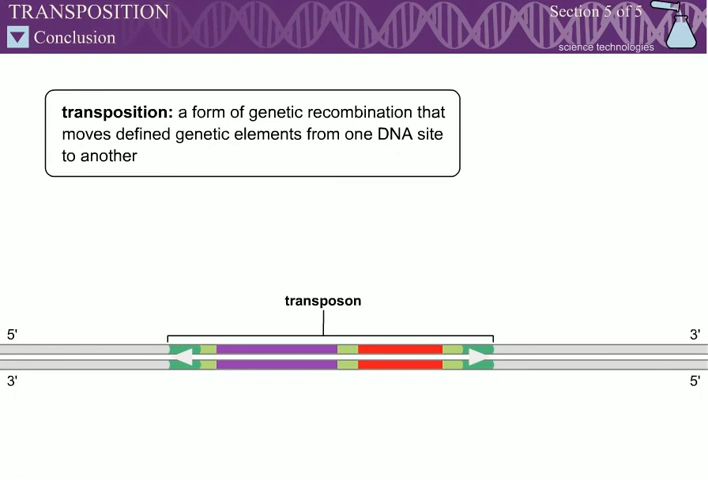 TRANSPOSITION
Section 5 of 5
Conclusion
science technologies
transposition: a form of genetic recombination that
moves defined genetic elements from one DNA site
to another
transposon
5'
3'
3'
5'